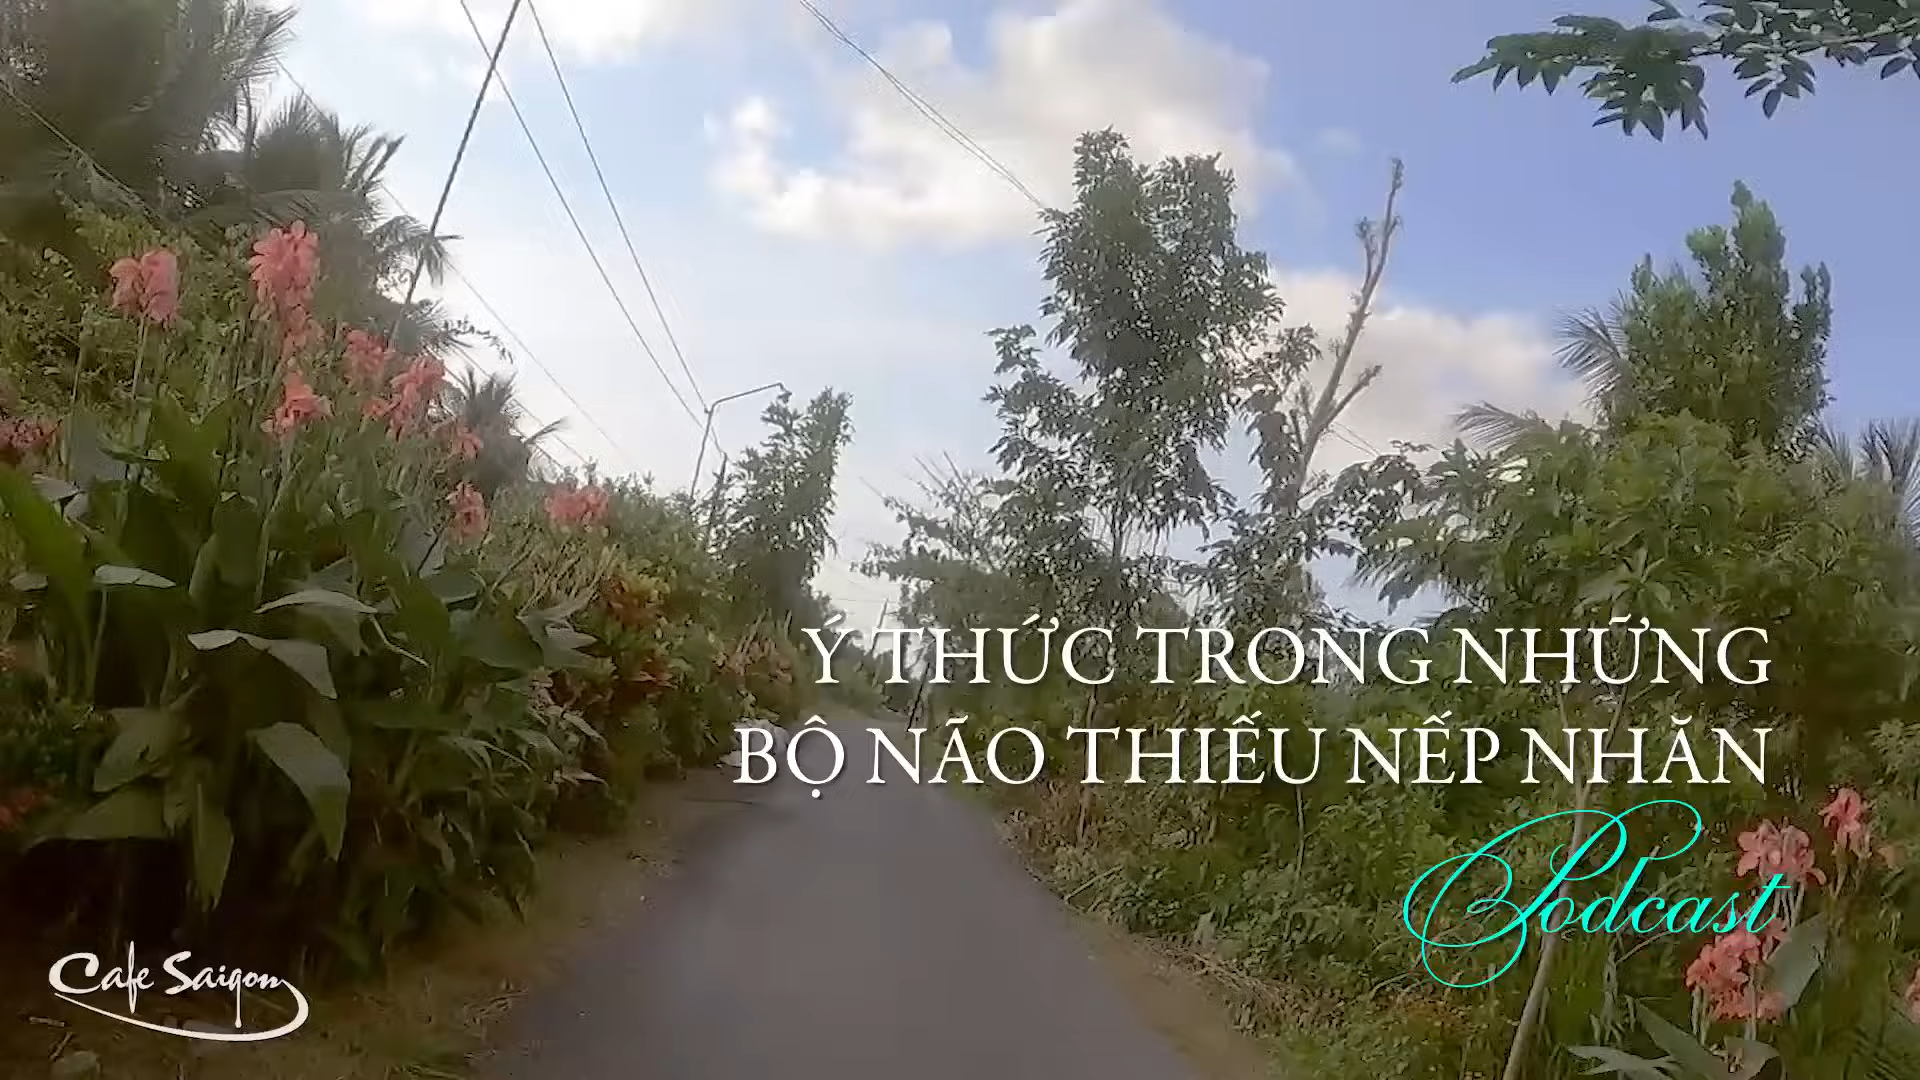 Ý THỨC TRONG NHỮNG
BỘ NÃO THIẾU NẾP NHĂN
Podcast
Cafe Saigon